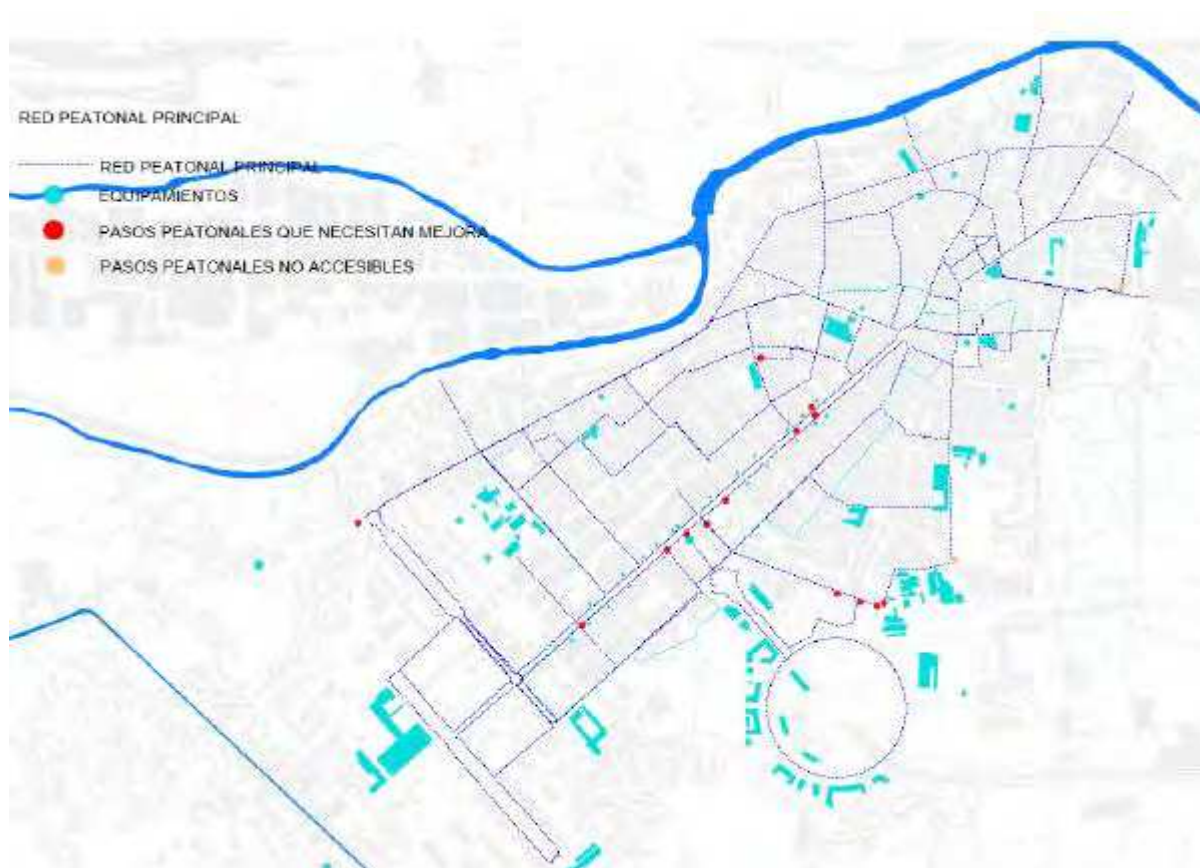 RED PEATONAL PRINCIPAL
RED PEATONAL PRINCIPAL
EQUIPAMIENTOS
PASOS PEATONALES QUE NECESITAN MEJORA
PASOS PEATONALES NO ACCESIBLES